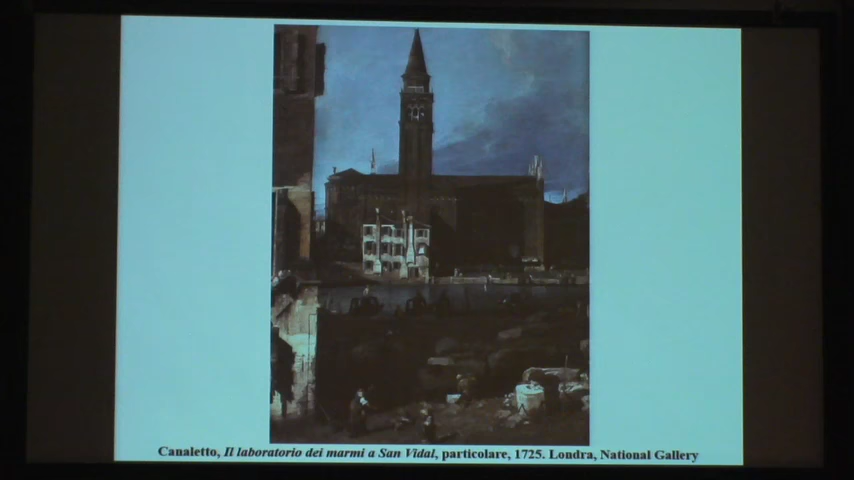 Canaletto, Il laboratorio dei marmi a San Vidal, particolare, 1725. Londra, National Gallery